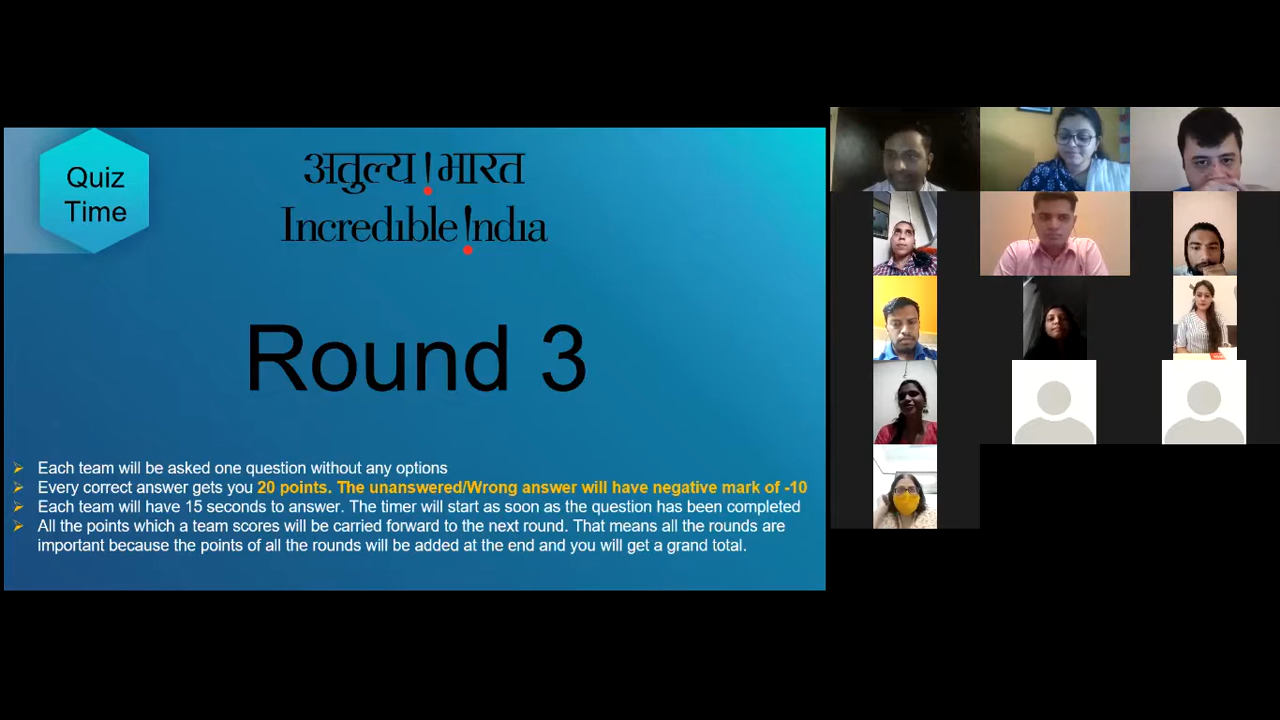 Quiz
Time
अतुल्य!भारत
Incredıble !ndıa
Round 3
➢ Each team will be asked one question without any options
➢ Every correct answer gets you 20 points. The unanswered/Wrong answer will have negative mark of -10
➢ Each team will have 15 seconds to answer. The timer will start as soon as the question has been completed
➢ All the points which a team scores will be carried forward to the next round. That means all the rounds are
important because the points of all the rounds will be added at the end and you will get a grand total.